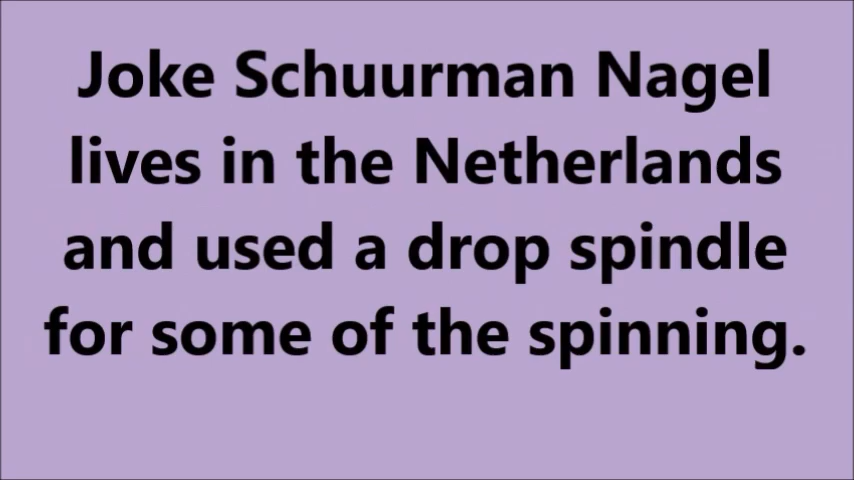 Joke Schuurman Nagel
lives in the Netherlands
and used a drop spindle
for some of the spinning.